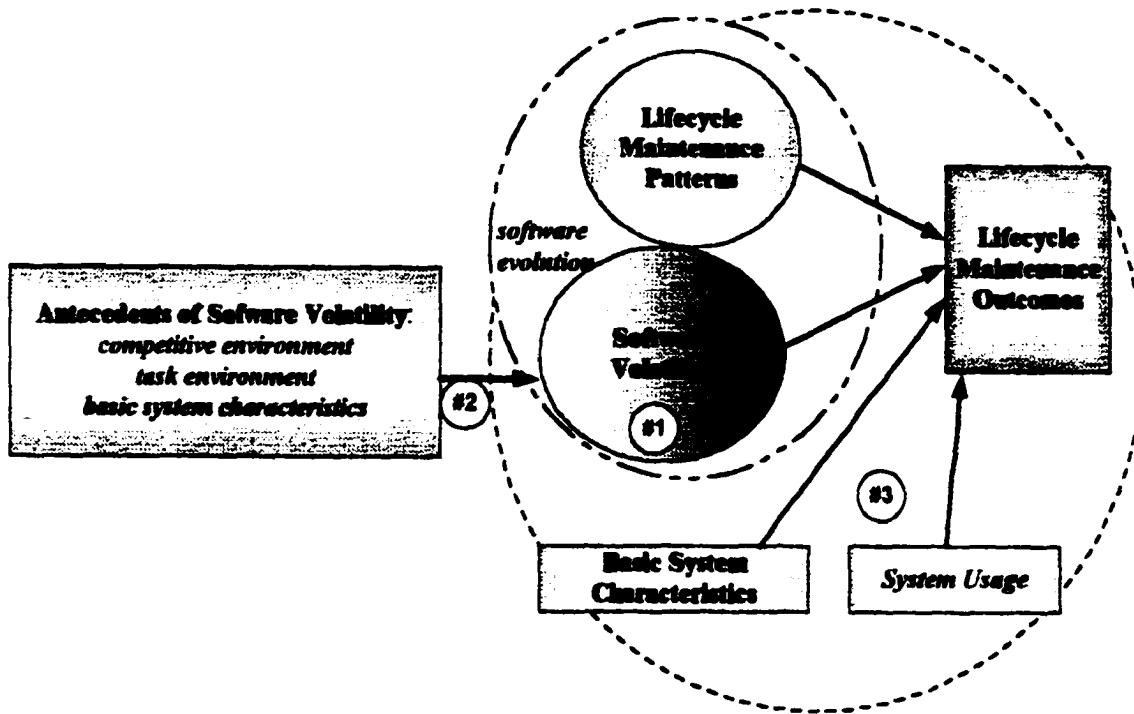 Lifecycle
Maintenance
Patterns
software
evolution
Lifecycle
Maintenance
Outcomes
Antecedents of Sofware Volatility:
competitive environment
task environment
basic system characteristics
#2
#1
#3
Basic System
Characteristics
System Usage